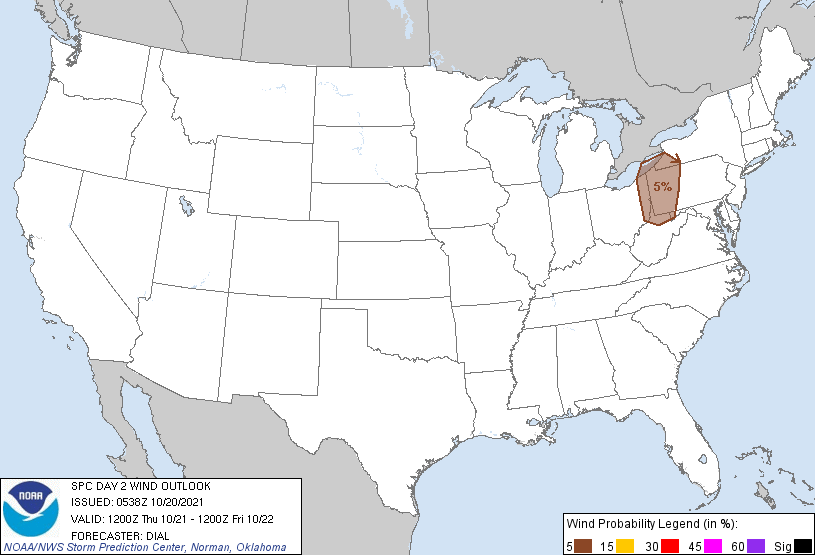 5%
NOAA
SPC DAY 2 WIND OUTLOOK
ISSUED: 0538Z 10/20/2021
VALID: 1200Z Thu 10/21 - 1200Z Fri 10/22
FORECASTER: DIAL
NOAA/NWS Storm Prediction Center, Norman, Oklahoma
Wind Probability Legend (in %):
5 15 30 45 60 Sig